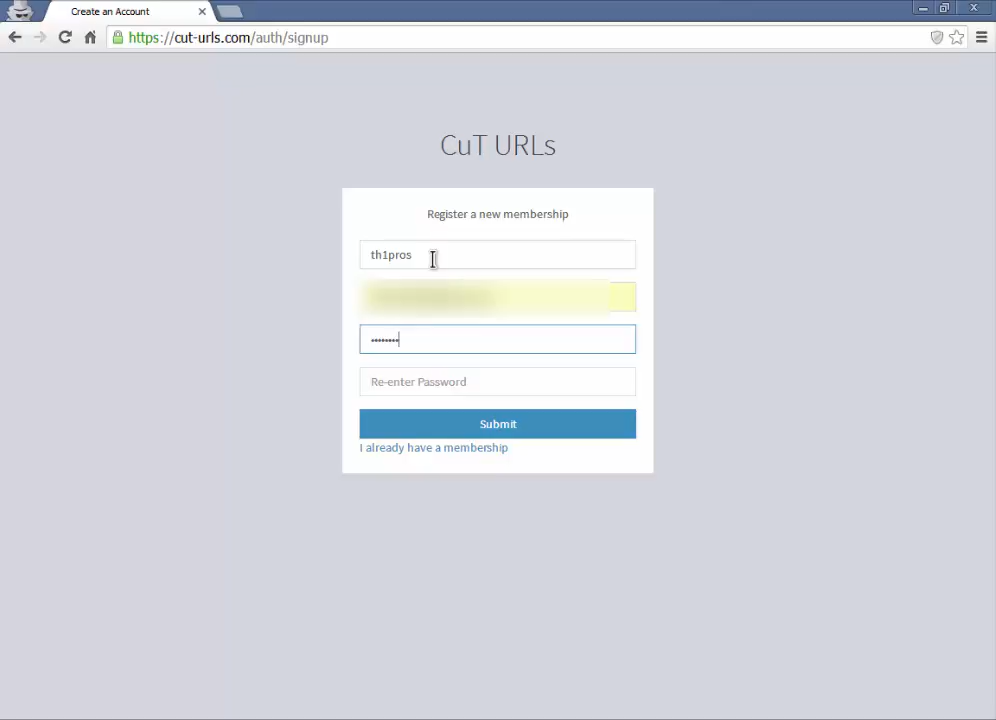 Create an Account
https://cut-urls.com/auth/signup
CuT URLs
Register a new membership
th1pros
••••••••
Re-enter Password
Submit
I already have a membership